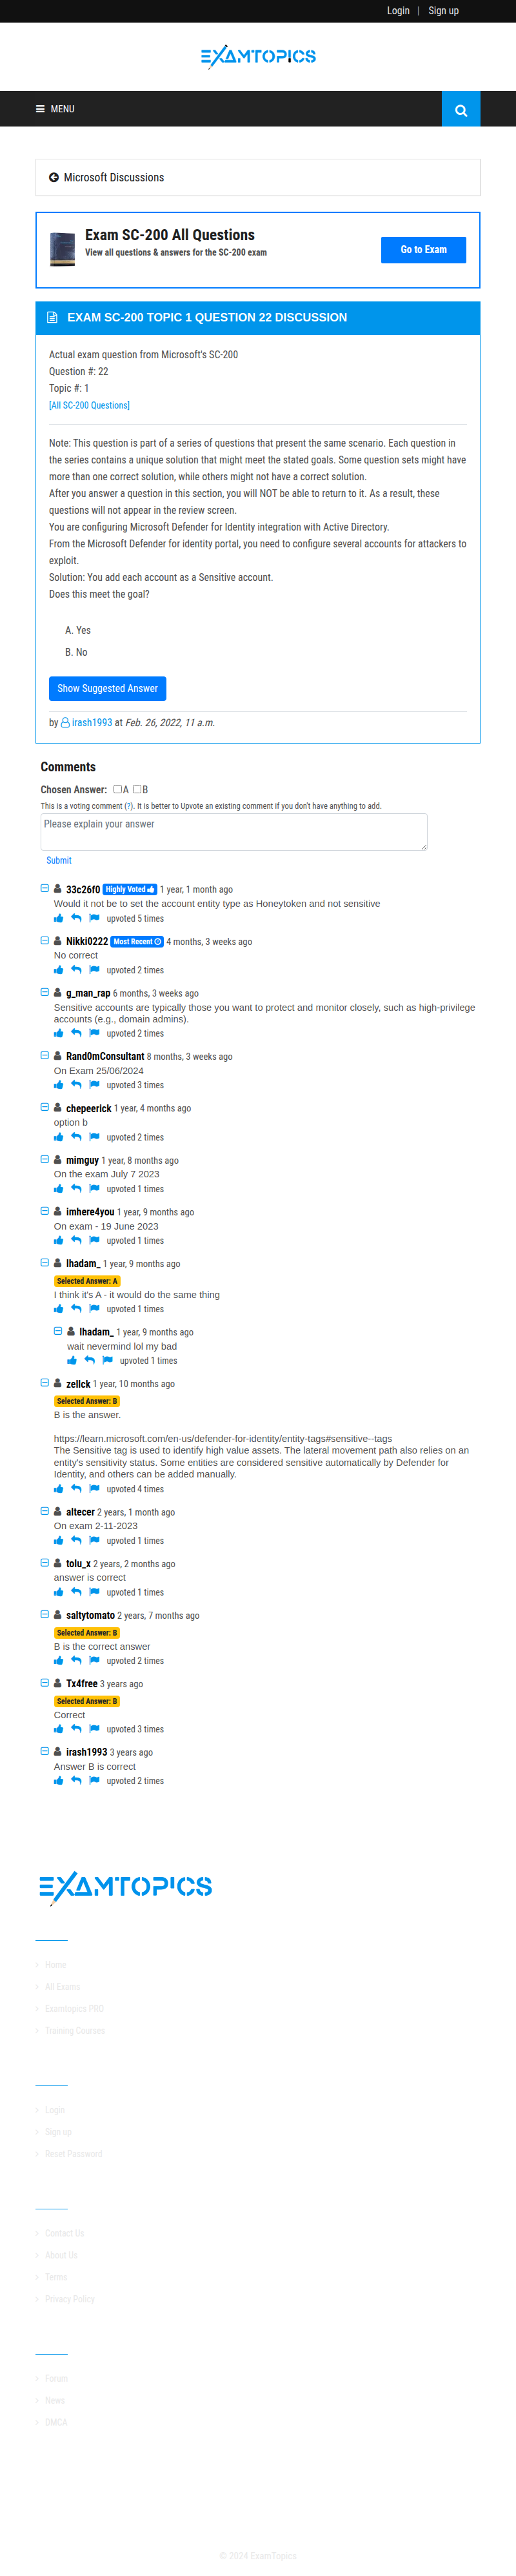 Login | Sign up
EXAMTOPICS
MENU
Microsoft Discussions
Exam SC-200 All Questions
View all questions & answers for the SC-200 exam
Go to Exam
EXAM SC-200 TOPIC 1 QUESTION 22 DISCUSSION
Actual exam question from Microsoft's SC-200
Question #: 22
Topic #: 1
[All SC-200 Questions]
Note: This question is part of a series of questions that present the same scenario. Each question in
the series contains a unique solution that might meet the stated goals. Some question sets might have
more than one correct solution, while others might not have a correct solution.
After you answer a question in this section, you will NOT be able to return to it. As a result, these
questions will not appear in the review screen.
You are configuring Microsoft Defender for Identity integration with Active Directory.
From the Microsoft Defender for identity portal, you need to configure several accounts for attackers to
exploit.
Solution: You add each account as a Sensitive account.
Does this meet the goal?
A. Yes
B. No
Show Suggested Answer
by irash1993 at Feb. 26, 2022, 11 a.m.
Comments
Chosen Answer: A B
This is a voting comment (?). It is better to Upvote an existing comment if you don't have anything to add.
Please explain your answer
Submit
33c26f0 Highly Voted 1 year, 1 month ago
Would it not be to set the account entity type as Honeytoken and not sensitive
upvoted 5 times
Nikki0222 Most Recent 4 months, 3 weeks ago
No correct
upvoted 2 times
g_man_rap 6 months, 3 weeks ago
Sensitive accounts are typically those you want to protect and monitor closely, such as high-privilege
accounts (e.g., domain admins).
upvoted 2 times
Rand0mConsultant 8 months, 3 weeks ago
On Exam 25/06/2024
upvoted 3 times
chepeerick 1 year, 4 months ago
option b
upvoted 2 times
mimguy 1 year, 8 months ago
On the exam July 7 2023
upvoted 1 times
imhere4you 1 year, 9 months ago
On exam - 19 June 2023
upvoted 1 times
lhadam_ 1 year, 9 months ago
Selected Answer: A
I think it's A - it would do the same thing
upvoted 1 times
lhadam_ 1 year, 9 months ago
wait nevermind lol my bad
upvoted 1 times
zellck 1 year, 10 months ago
Selected Answer: B
B is the answer.
https://learn.microsoft.com/en-us/defender-for-identity/entity-tags#sensitive--tags
The Sensitive tag is used to identify high value assets. The lateral movement path also relies on an
entity's sensitivity status. Some entities are considered sensitive automatically by Defender for
Identity, and others can be added manually.
upvoted 4 times
altecer 2 years, 1 month ago
On exam 2-11-2023
upvoted 1 times
tolu_x 2 years, 2 months ago
answer is correct
upvoted 1 times
saltytomato 2 years, 7 months ago
Selected Answer: B
B is the correct answer
upvoted 2 times
Tx4free 3 years ago
Selected Answer: B
Correct
upvoted 3 times
irash1993 3 years ago
Answer B is correct
upvoted 2 times
EXAMTOPICS
Home
All Exams
Examtopics PRO
Training Courses
Login
Sign up
Reset Password
Contact Us
About Us
Terms
Privacy Policy
Forum
News
DMCA
© 2024 ExamTopics